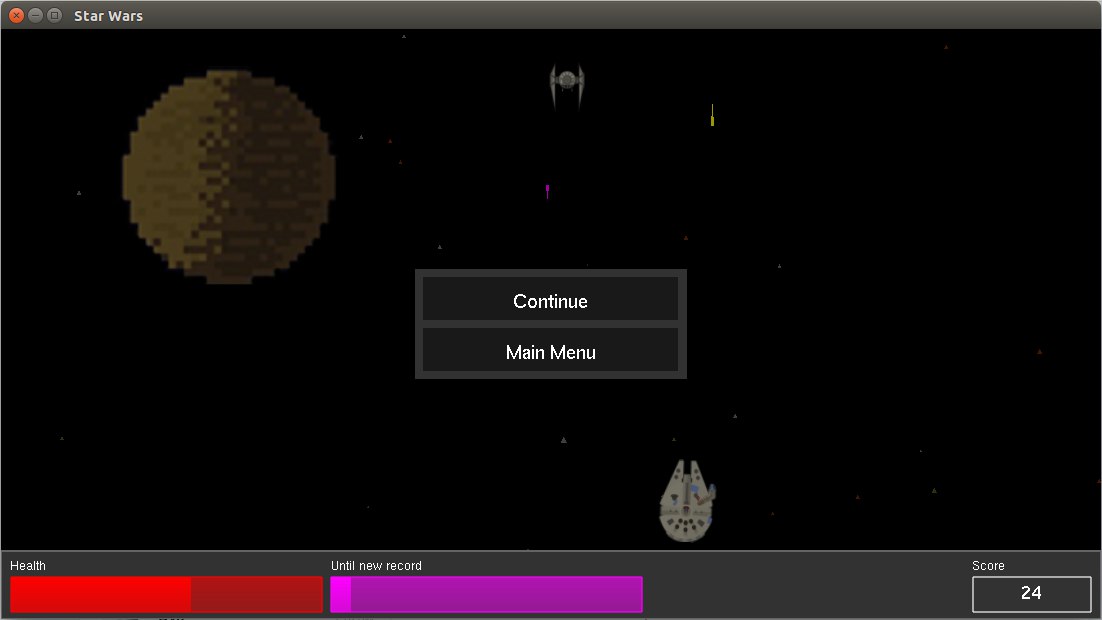 Star Wars
Continue
Main Menu
Health
Until new record
Score
24